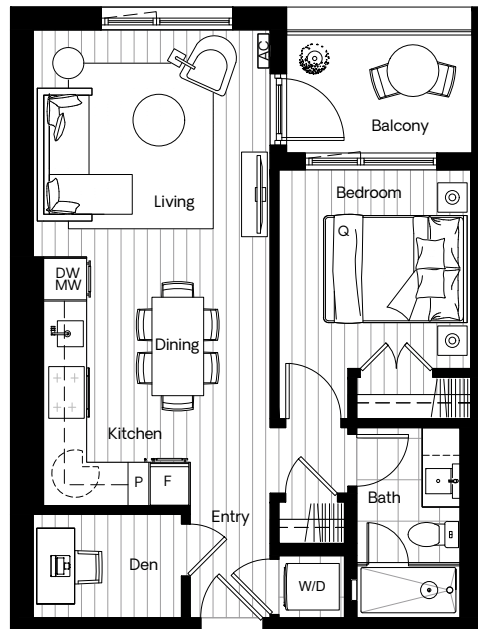 AC
Balcony
Living
Bedroom
Q
DW
MW
Dining
Kitchen
P
F
Bath
Entry
Den
W/D